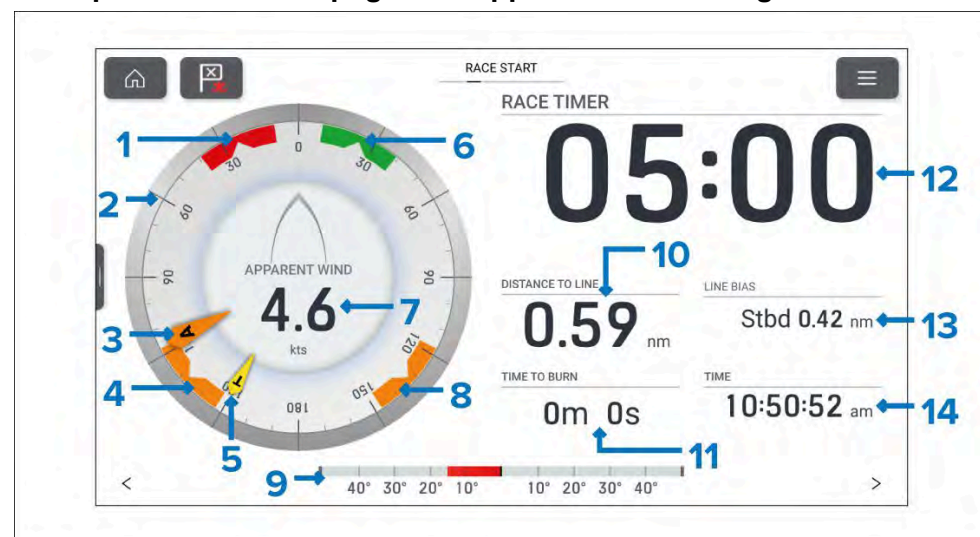 RACE START
RACE TIMER
1
6
0
30
30
05:00
12
2
60
60
10
90
90
APPARENT WIND
DISTANCE TO LINE
LINE BIAS
4.6
7
0.59 nm
Stbd 0.42 nm
13
3
A
kts
120
TIME TO BURN
TIME
4
T
150
8
0m 0s
10:50:52 am
14
180
5
11
9
40° 30° 20° 10° 10° 20° 30° 40°
< >